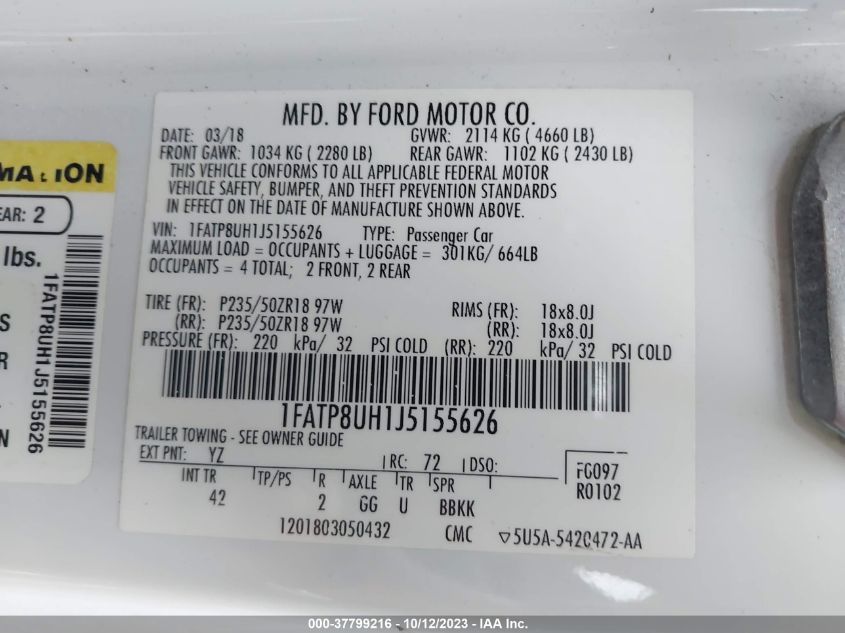 MFD. BY FORD MOTOR CO.
DATE: 03/18 GVWR: 2114 KG ( 4660 LB)
FRONT GAWR: 1034 KG ( 2280 LB) REAR GAWR: 1102 KG ( 2430 LB)
THIS VEHICLE CONFORMS TO ALL APPLICABLE FEDERAL MOTOR
VEHICLE SAFETY, BUMPER, AND THEFT PREVENTION STANDARDS
IN EFFECT ON THE DATE OF MANUFACTURE SHOWN ABOVE.
VIN: 1FATP8UH1J5155626 TYPE: Passenger Car
MAXIMUM LOAD = OCCUPANTS + LUGGAGE = 301KG/ 664LB
OCCUPANTS = 4 TOTAL; 2 FRONT, 2 REAR
TIRE (FR): P235/50ZR18 97W RIMS (FR): 18x8.0J
(RR): P235/50ZR18 97W (RR): 18x8.0J
PRESSURE (FR): 220 kPa/ 32 PSI COLD (RR): 220 kPa/ 32 PSI COLD
1FATP8UH1J5155626
TRAILER TOWING - SEE OWNER GUIDE
EXT PNT: YZ RC: 72 DSO: FG097
R0102
INT TR TP/PS R AXLE TR SPR
42 2 GG U BBKK
1201803050432 CMC ▽5U5A-5420472-AA
MATION
EAR: 2
lbs.
S
R
N
1FATP8UH1J5155626
000-37799216 - 10/12/2023 - IAA Inc.